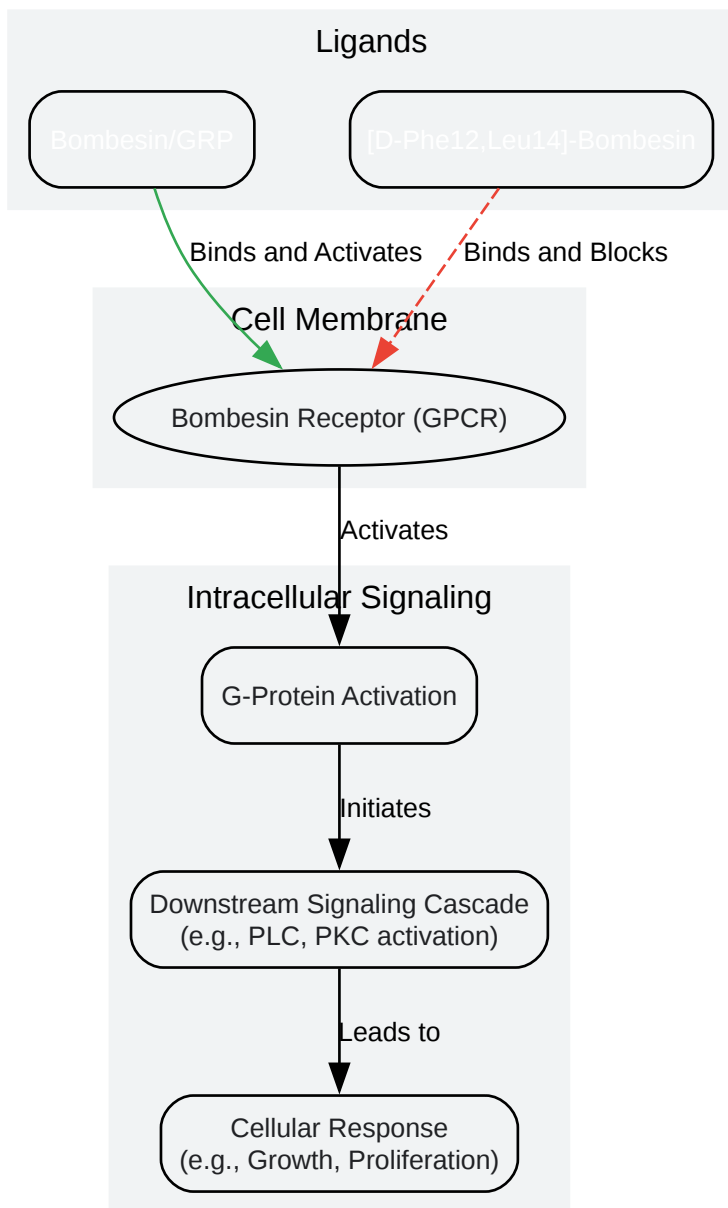 Ligands
Bombesin/GRP
[D-Phe12,Leu14]-Bombesin
Binds and Activates
Binds and Blocks
Cell Membrane
Bombesin Receptor (GPCR)
Activates
Intracellular Signaling
G-Protein Activation
Initiates
Downstream Signaling Cascade
(e.g., PLC, PKC activation)
Leads to
Cellular Response
(e.g., Growth, Proliferation)